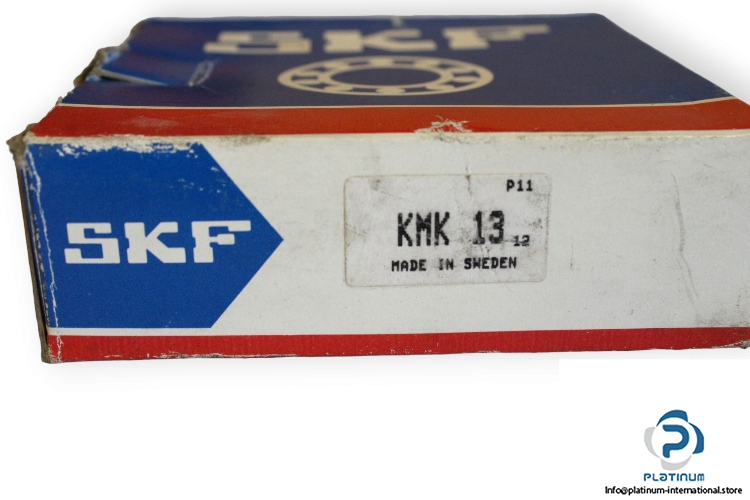 SKF
SKF
P11
KMK 13 12
MADE IN SWEDEN
PLATINUM
Info@platinum-international.store